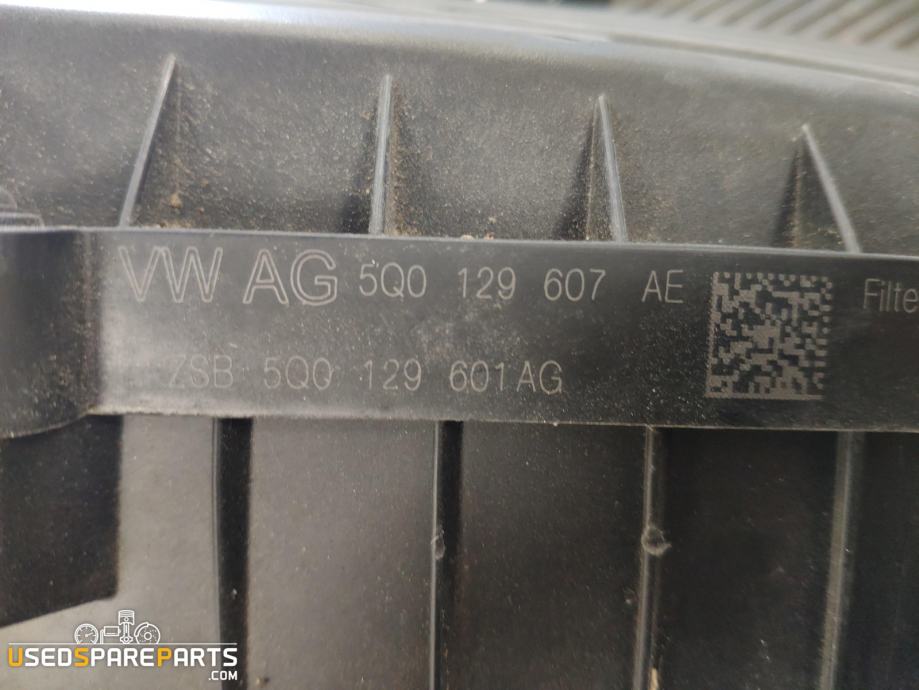 VW AG 5Q0 129 607 AE Filte
ZSB 5Q0 129 601AG
USEDSPAREPARTS
.COM